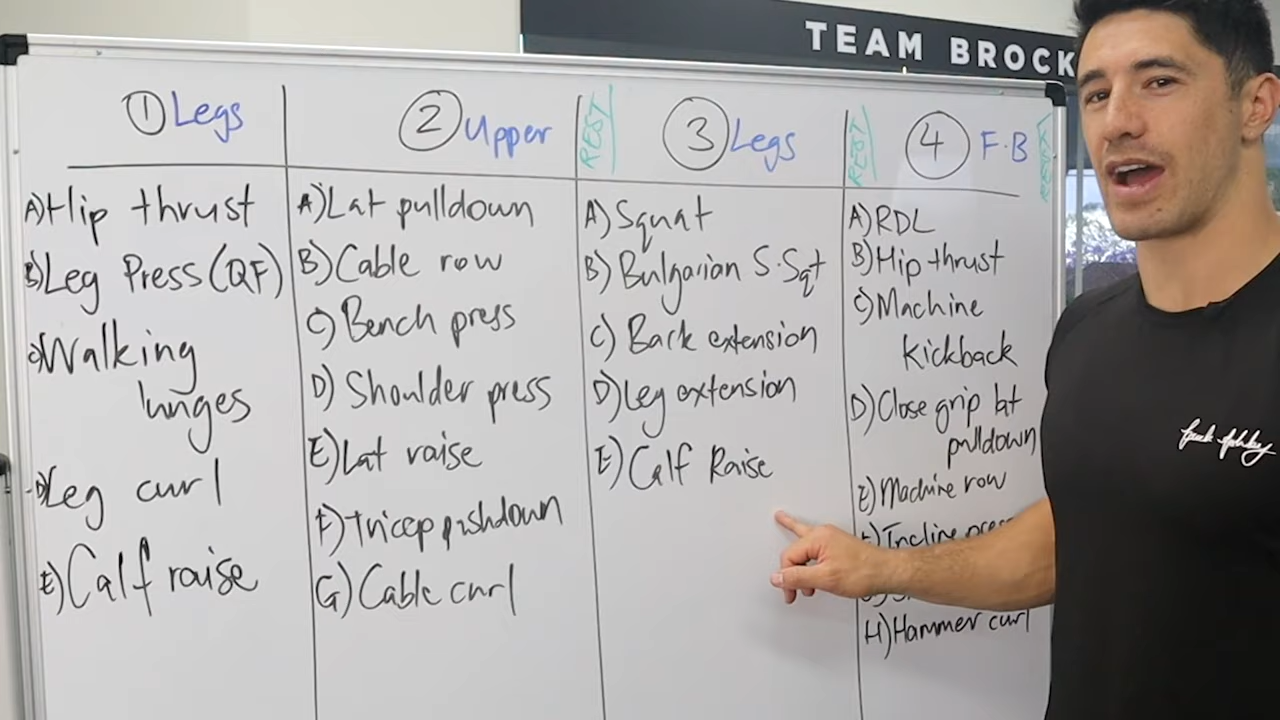 TEAM BROCK
① Legs
A) Hip thrust
B) Leg Press (QF)
C) Walking
lunges
D) Leg curl
E) Calf raise
② Upper
A) Lat pulldown
B) Cable row
C) Bench press
D) Shoulder press
E) Lat raise
F) Tricep pushdown
G) Cable curl
REST
③ Legs
A) Squat
B) Bulgarian S.Sqt
C) Back extension
D) Leg extension
E) Calf Raise
REST
④ F.B
A) RDL
B) Hip thrust
C) Machine
Kickback
D) Close grip lat
pulldown
E) Machine row
F) Incline press
H) Hammer curl
REST